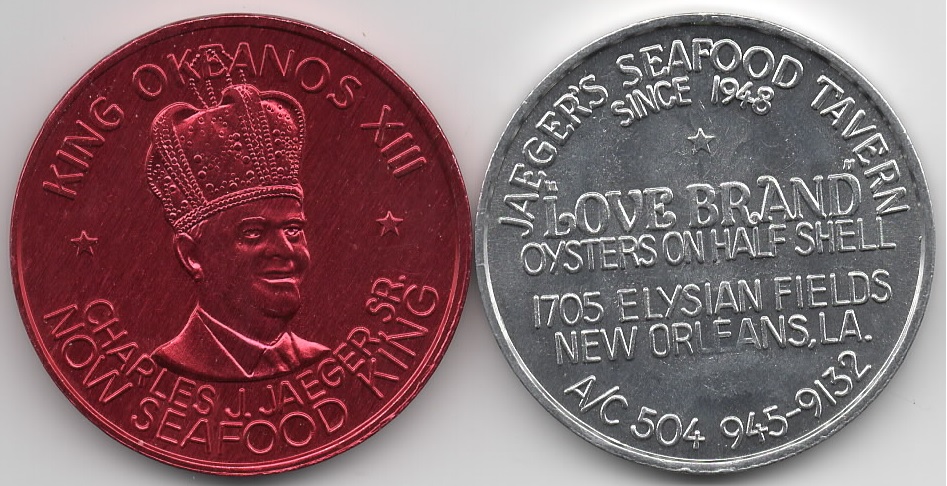 KING OKEANOS XIII
CHARLES J. JAEGER SR.
NOW SEAFOOD KING
JAEGER'S SEAFOOD TAVERN
SINCE 1948
"LOVE BRAND"
OYSTERS ON HALF SHELL
1705 ELYSIAN FIELDS
NEW ORLEANS, LA.
A/C 504 945-9132